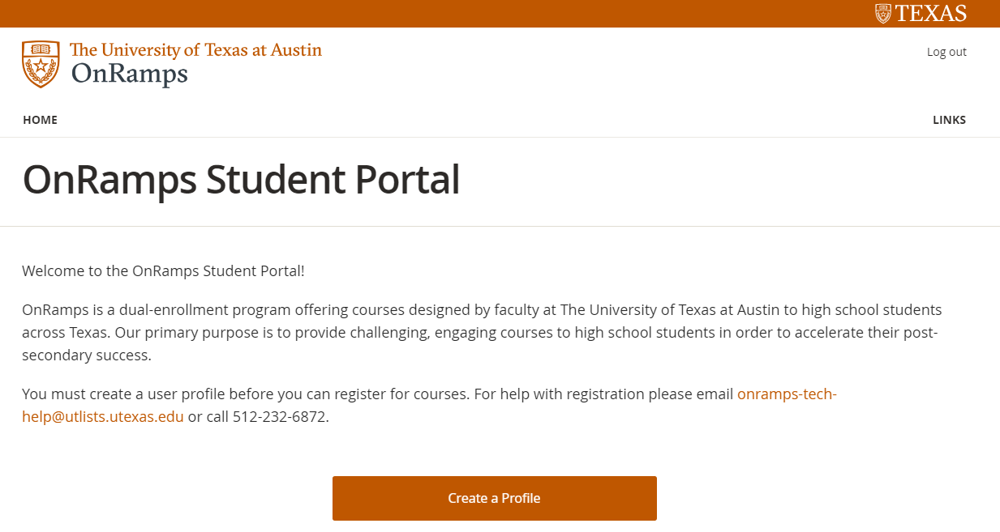 TEXAS
The University of Texas at Austin
OnRamps
Log out
HOME
LINKS
OnRamps Student Portal
Welcome to the OnRamps Student Portal!
OnRamps is a dual-enrollment program offering courses designed by faculty at The University of Texas at Austin to high school students
across Texas. Our primary purpose is to provide challenging, engaging courses to high school students in order to accelerate their post-
secondary success.
You must create a user profile before you can register for courses. For help with registration please email onramps-tech-
help@utlists.utexas.edu or call 512-232-6872.
Create a Profile